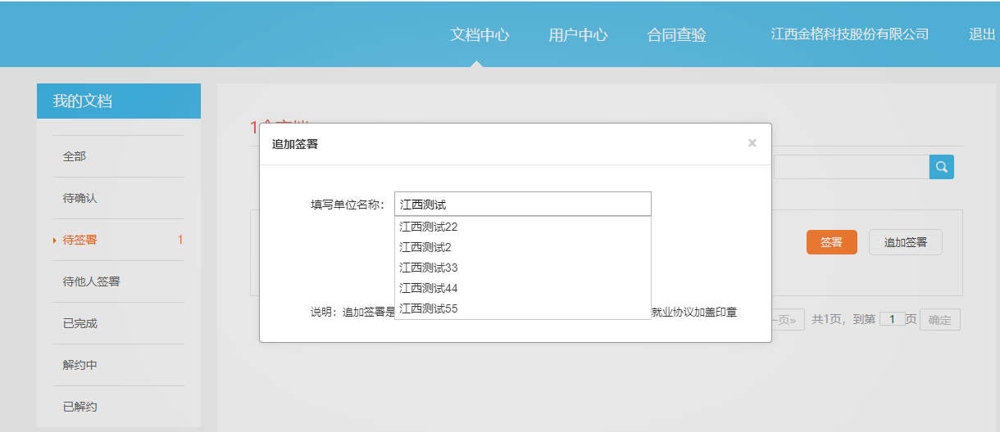 文档中心 用户中心 合同查验 江西金格科技股份有限公司 退出
我的文档
全部
待确认
待签署 1
待他人签署
已完成
解约中
已解约
追加签署 ×
填写单位名称： 江西测试
江西测试22
江西测试2
江西测试33
江西测试44
江西测试55
说明：追加签署是
就业协议加盖印章
签署 追加签署
页» 共1页，到第 1 页 确定